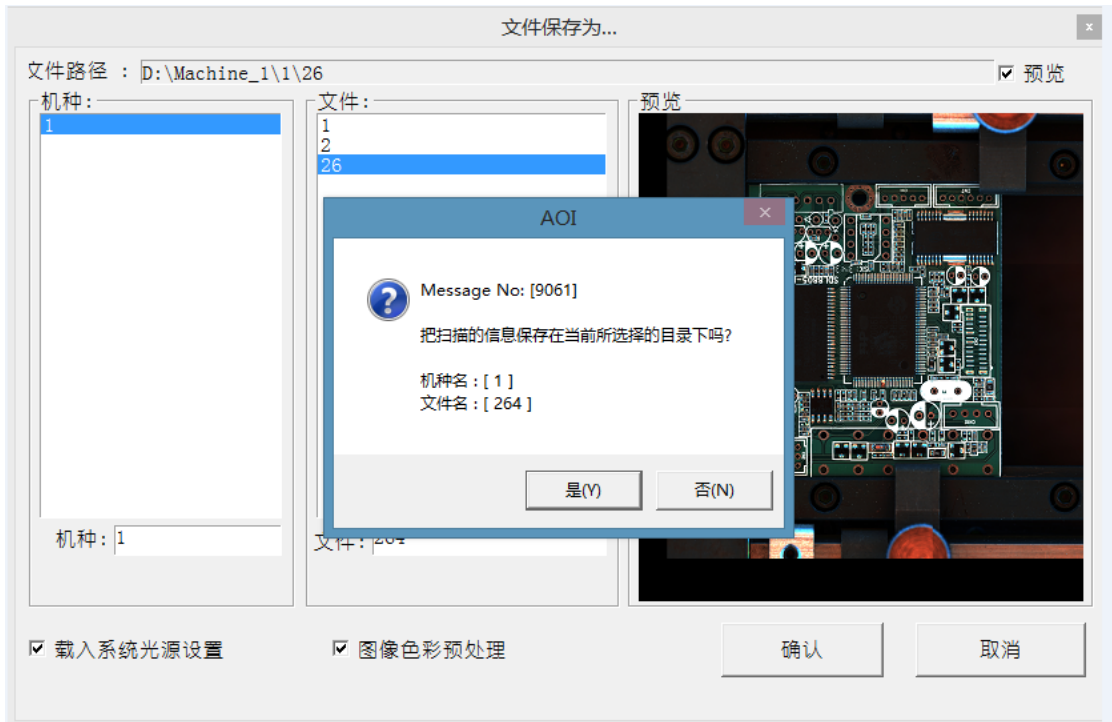 文件保存为...
x
文件路径 : D:\Machine_1\1\26
预览
机种:
文件:
预览
1
1
2
26
AOI
Message No: [9061]
把扫描的信息保存在当前所选择的目录下吗?
机种名 : [ 1 ]
文件名 : [ 264 ]
是(Y)
否(N)
机种: 1
文件: 264
载入系统光源设置
图像色彩预处理
确认
取消